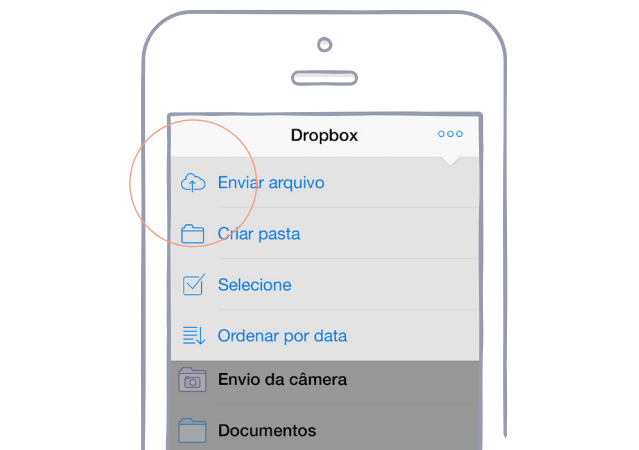 Dropbox
Enviar arquivo
Criar pasta
Selecione
Ordenar por data
Envio da câmera
Documentos